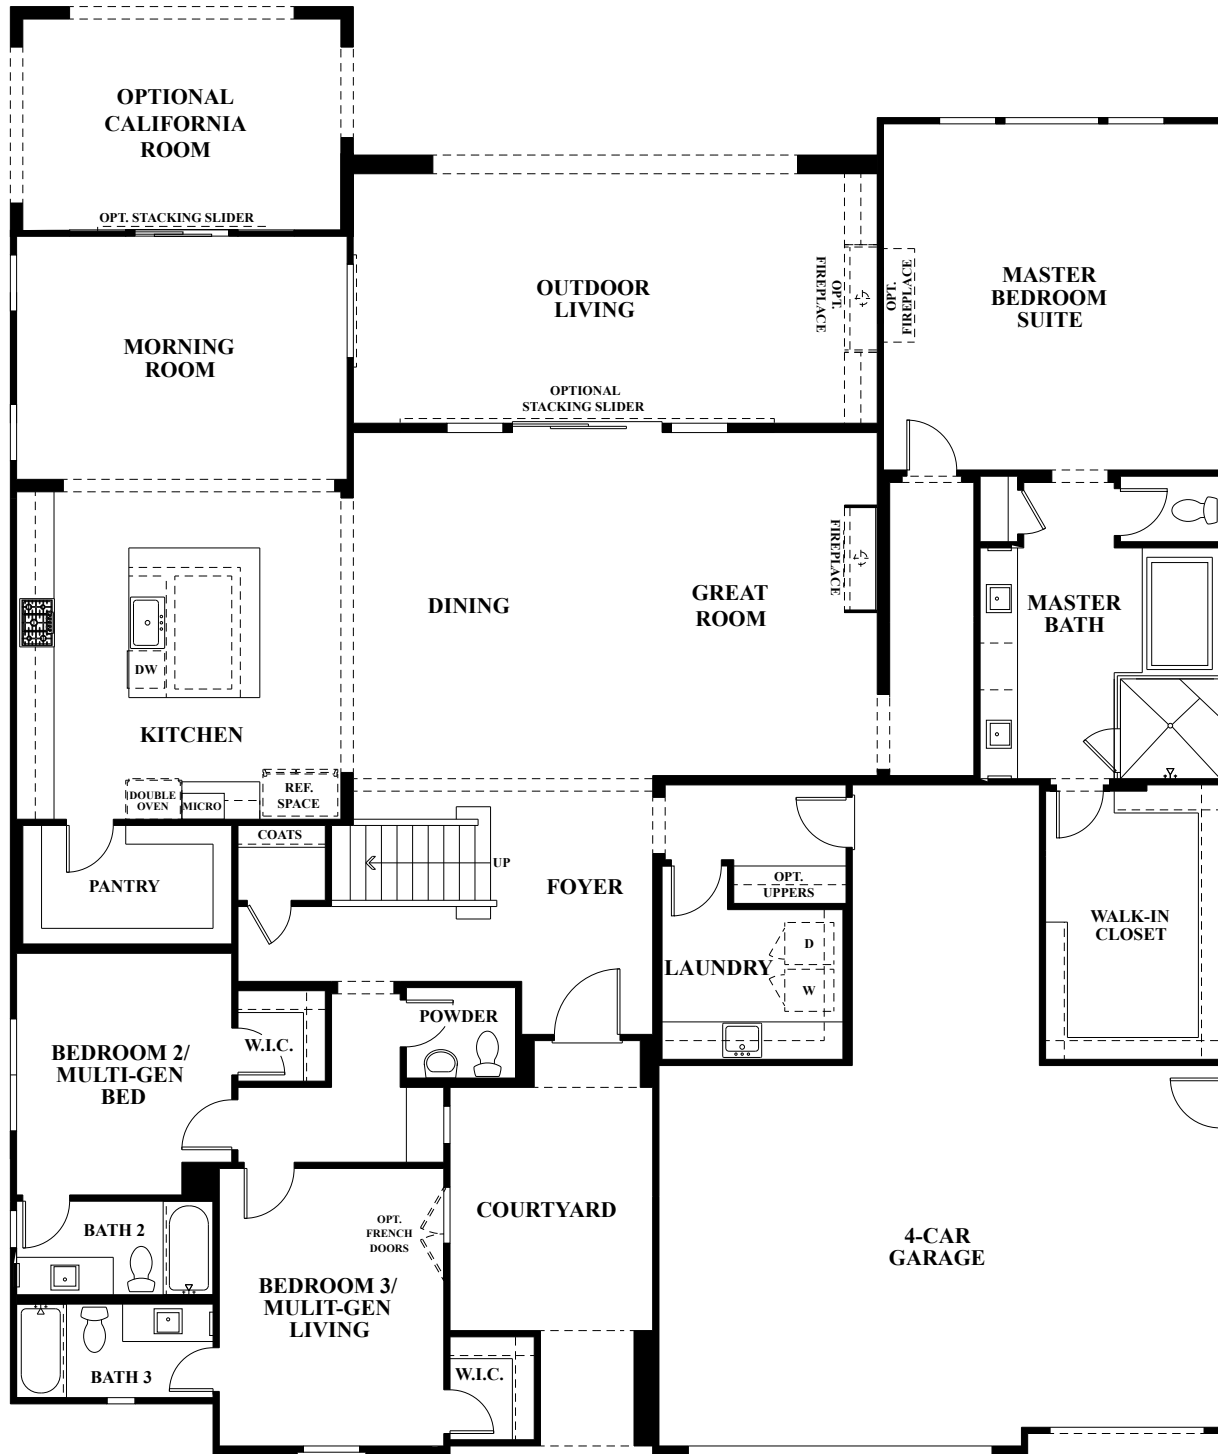 OPTIONAL
CALIFORNIA
ROOM
OPT. STACKING SLIDER
MORNING
ROOM
OUTDOOR
LIVING
OPT.
FIREPLACE
OPT.
FIREPLACE
MASTER
BEDROOM
SUITE
OPTIONAL
STACKING SLIDER
DINING
GREAT
ROOM
FIREPLACE
MASTER
BATH
DW
KITCHEN
DOUBLE
OVEN
MICRO
REF.
SPACE
COATS
PANTRY
UP
FOYER
OPT.
UPPERS
WALK-IN
CLOSET
LAUNDRY
D
W
POWDER
W.I.C.
BEDROOM 2/
MULTI-GEN
BED
COURTYARD
OPT.
FRENCH
DOORS
BATH 2
4-CAR
GARAGE
BEDROOM 3/
MULIT-GEN
LIVING
BATH 3
W.I.C.